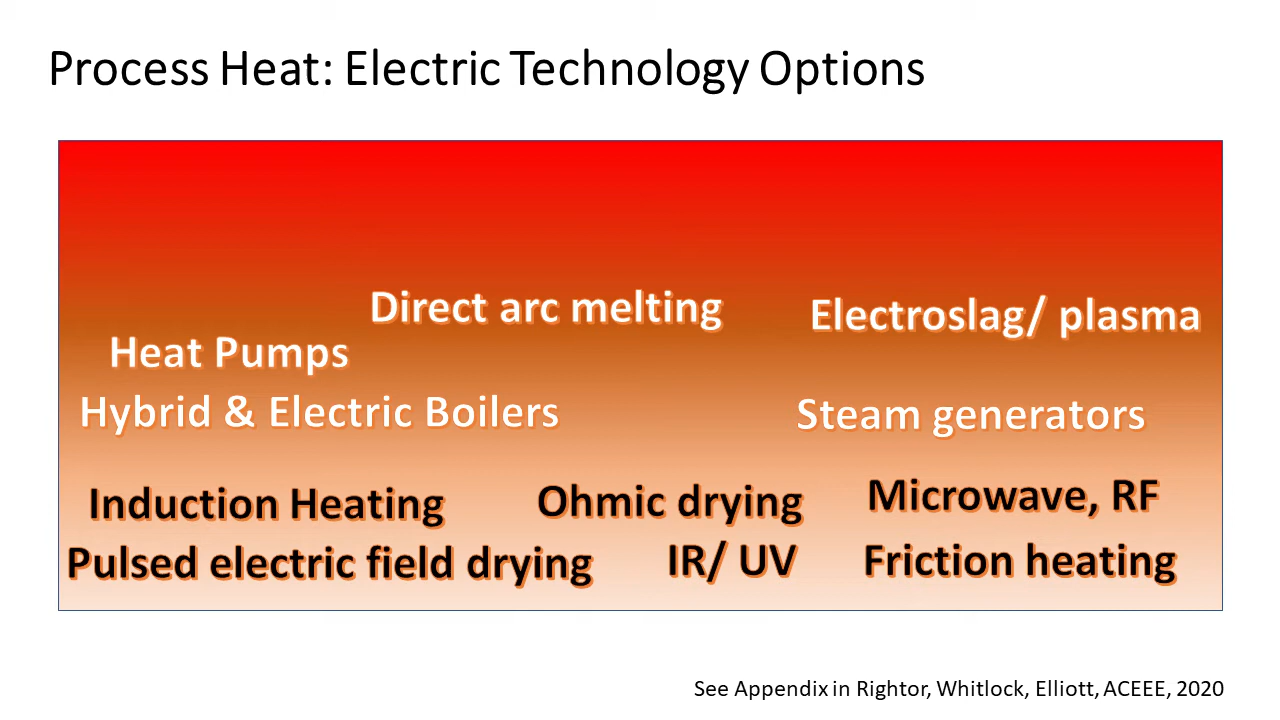 Process Heat: Electric Technology Options
Direct arc melting
Electroslag/ plasma
Heat Pumps
Hybrid & Electric Boilers
Steam generators
Induction Heating
Ohmic drying
Microwave, RF
Pulsed electric field drying
IR/ UV
Friction heating
See Appendix in Rightor, Whitlock, Elliott, ACEEE, 2020